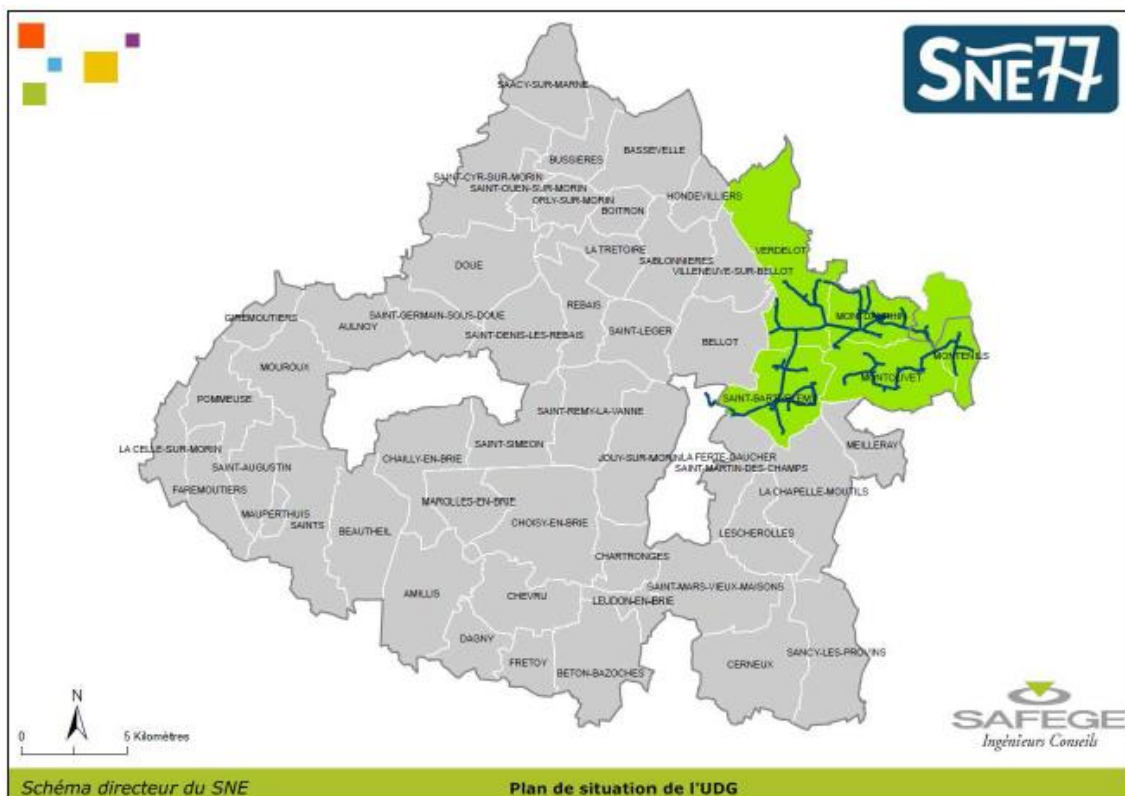 SNE77
SAACY-SUR-MARNE
BASSEVELLE
BUSSIERES
SAINT-CYR-SUR-MORIN
SAINT-OUEN-SUR-MORIN
ORLY-SUR-MORIN
HONDEVILLIERS
BOITRON
VERDELOT
LA TRETOIRE
SABLONNIERES
DOUE
VILLENEUVE-SUR-BELLOT
REBAIS
GIREMOUTIERS
AULNOY
SAINT-GERMAIN-SOUS-DOUE
MONTDAUPHIN
SAINT-DENIS-LES-REBAIS
SAINT-LEGER
BELLOT
MONTENILS
MOUROUX
MONTOLIVET
POMMEUSE
SAINT-BARTHELEMY
SAINT-REMY-LA-VANNE
SAINT-SIMEON
MEILLERAY
LA CELLE-SUR-MORIN
CHAILLY-EN-BRIE
JOUY-SUR-MORIN
LA FERTE-GAUCHER
SAINT-AUGUSTIN
SAINT-MARTIN-DES-CHAMPS
FAREMOUTIERS
LA CHAPELLE-MOUTILS
MAROLLES-EN-BRIE
MAUPERTHUIS
SAINTS
BEAUTHEIL
CHOISY-EN-BRIE
LESCHEROLLES
CHARTRONGES
SAINT-MARS-VIEUX-MAISONS
AMILLIS
CHEVRU
LEUDON-EN-BRIE
DAGNY
SANCY-LES-PROVINS
FRETOY
BETON-BAZOCHES
CERNEUX
N
0 5 Kilomètres
SAFEGE
Ingénieurs Conseils
Schéma directeur du SNE
Plan de situation de l'UDG